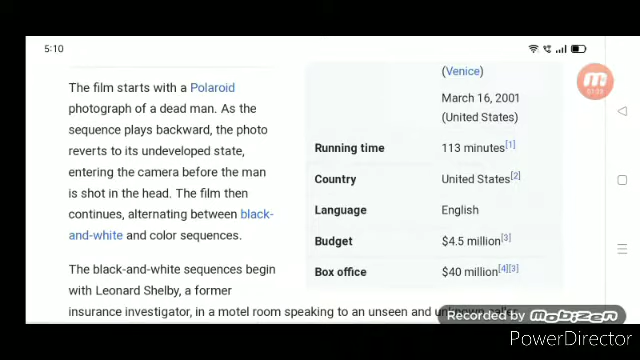 5:10
The film starts with a Polaroid
photograph of a dead man. As the
sequence plays backward, the photo
reverts to its undeveloped state,
entering the camera before the man
is shot in the head. The film then
continues, alternating between black-
and-white and color sequences.
The black-and-white sequences begin
with Leonard Shelby, a former
insurance investigator, in a motel room speaking to an unseen and
(Venice)
March 16, 2001
(United States)
Running time 113 minutes[1]
Country United States[2]
Language English
Budget $4.5 million[3]
Box office $40 million[4][3]
Recorded by Mobizen
PowerDirector